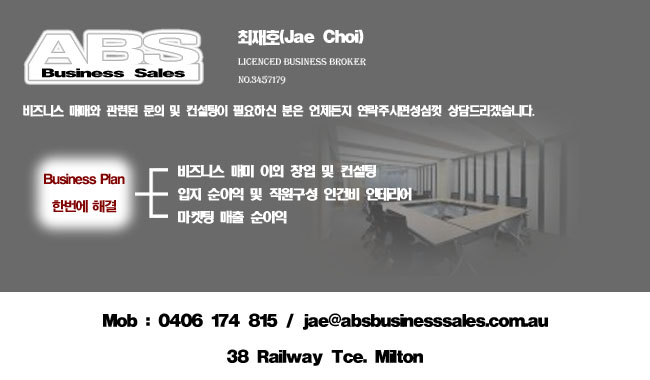 ABS
Business Sales
최재호(Jae Choi)
LICENCED BUSINESS BROKER
NO.3457179
비즈니스 매매와 관련된 문의 및 컨설팅이 필요하신 분은 언제든지 연락주시면성심껏 상담드리겠습니다.
Business Plan
한번에 해결
비즈니스 매미 이외 창업 및 컨설팅
입지 순이익 및 직원구성 인건비 인테리어
마켓팅 매출 순이익
Mob : 0406 174 815 / jae@absbusinesssales.com.au
38 Railway Tce. Milton